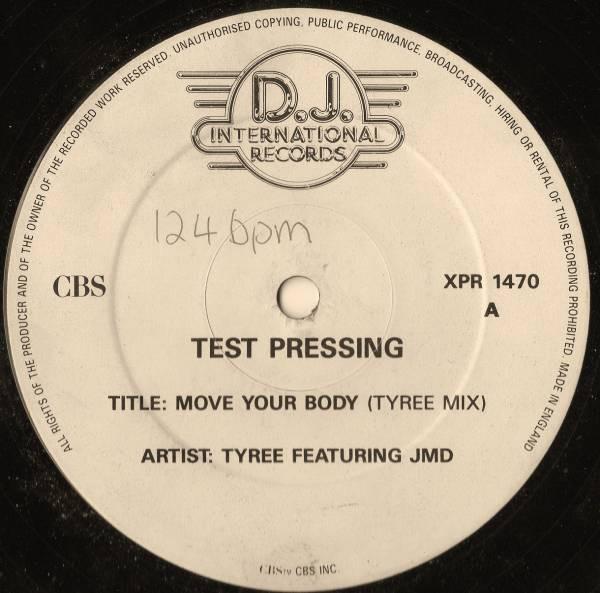 ALL RIGHTS OF THE PRODUCER AND OF THE OWNER OF THE RECORDED WORK RESERVED. UNAUTHORISED COPYING, PUBLIC PERFORMANCE, BROADCASTING, HIRING OR RENTAL OF THIS RECORDING PROHIBITED. MADE IN ENGLAND
D.J.
INTERNATIONAL
RECORDS
124 bpm
CBS
XPR 1470
A
TEST PRESSING
TITLE: MOVE YOUR BODY (TYREE MIX)
ARTIST: TYREE FEATURING JMD
CBS TM CBS INC.